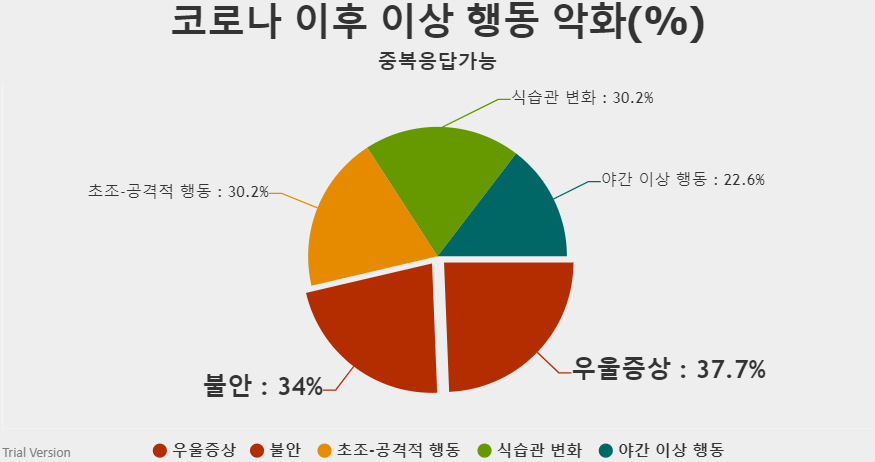 코로나 이후 이상 행동 악화(%)
중복응답가능
식습관 변화 : 30.2%
야간 이상 행동 : 22.6%
초조-공격적 행동 : 30.2%
우울증상 : 37.7%
불안 : 34%
Trial Version
우울증상 불안 초조-공격적 행동 식습관 변화 야간 이상 행동